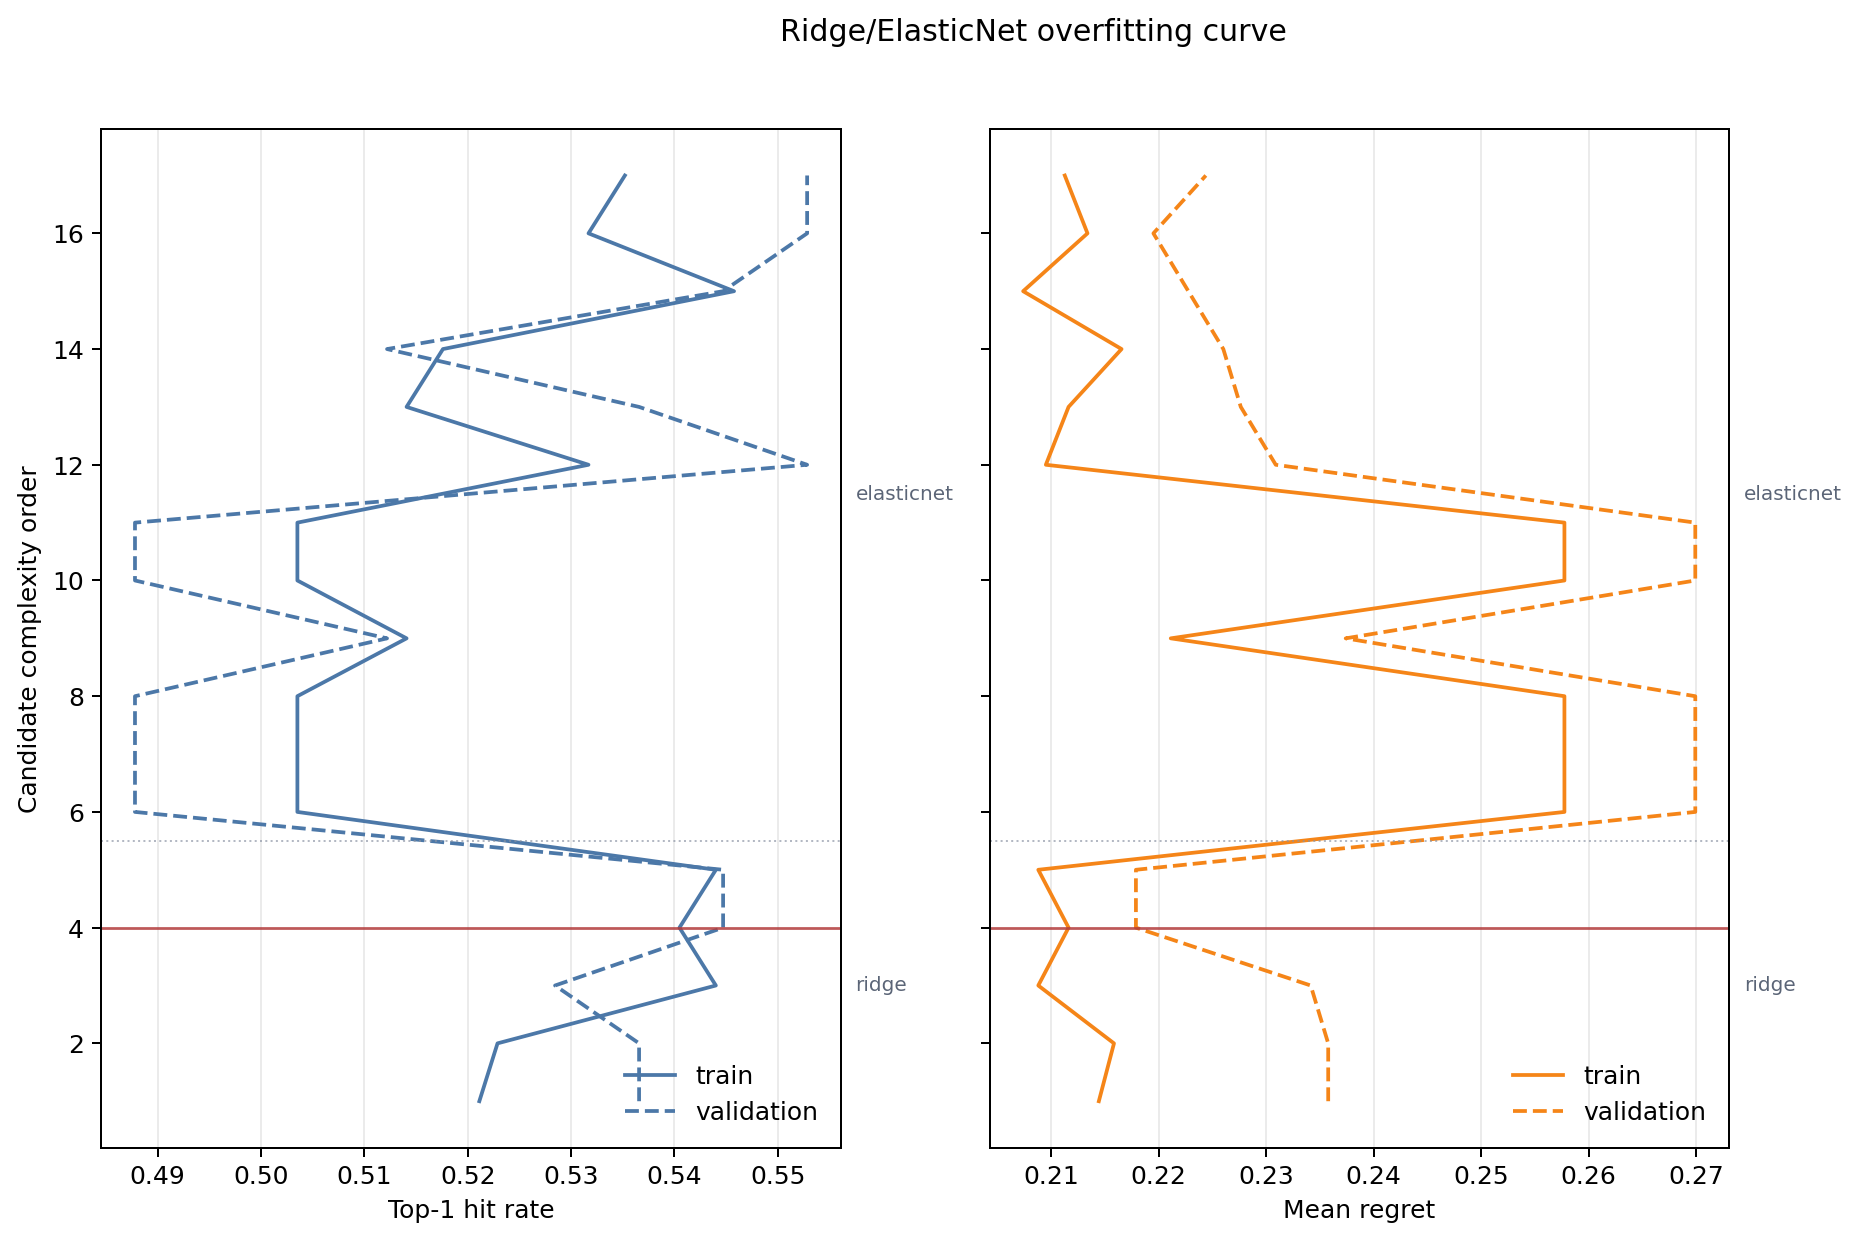 Ridge/ElasticNet overfitting curve
Candidate complexity order
16
14
12
10
8
6
4
2
elasticnet
ridge
train
validation
0.49 0.50 0.51 0.52 0.53 0.54 0.55
Top-1 hit rate
elasticnet
ridge
train
validation
0.21 0.22 0.23 0.24 0.25 0.26 0.27
Mean regret